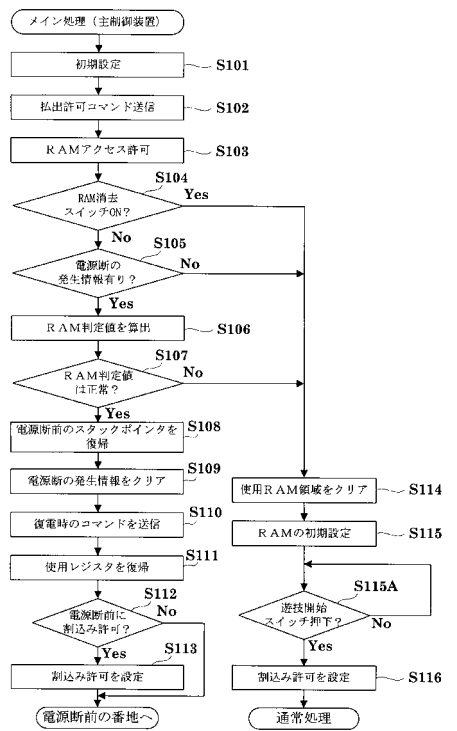 メイン処理（主制御装置）
初期設定
S101
払出許可コマンド送信
S102
ＲＡＭアクセス許可
S103
S104
RAM消去
スイッチON？
Yes
No
S105
電源断の
発生情報有り？
No
Yes
ＲＡＭ判定値を算出
S106
S107
ＲＡＭ判定値
は正常？
No
Yes
S108
電源断前のスタックポインタを
復帰
S109
電源断の発生情報をクリア
S110
復電時のコマンドを送信
S111
使用レジスタを復帰
S112
電源断前に
割込み許可？
No
Yes
S113
割込み許可を設定
電源断前の番地へ
使用ＲＡＭ領域をクリア
S114
ＲＡＭの初期設定
S115
S115A
遊技開始
スイッチ押下？
No
Yes
割込み許可を設定
S116
通常処理